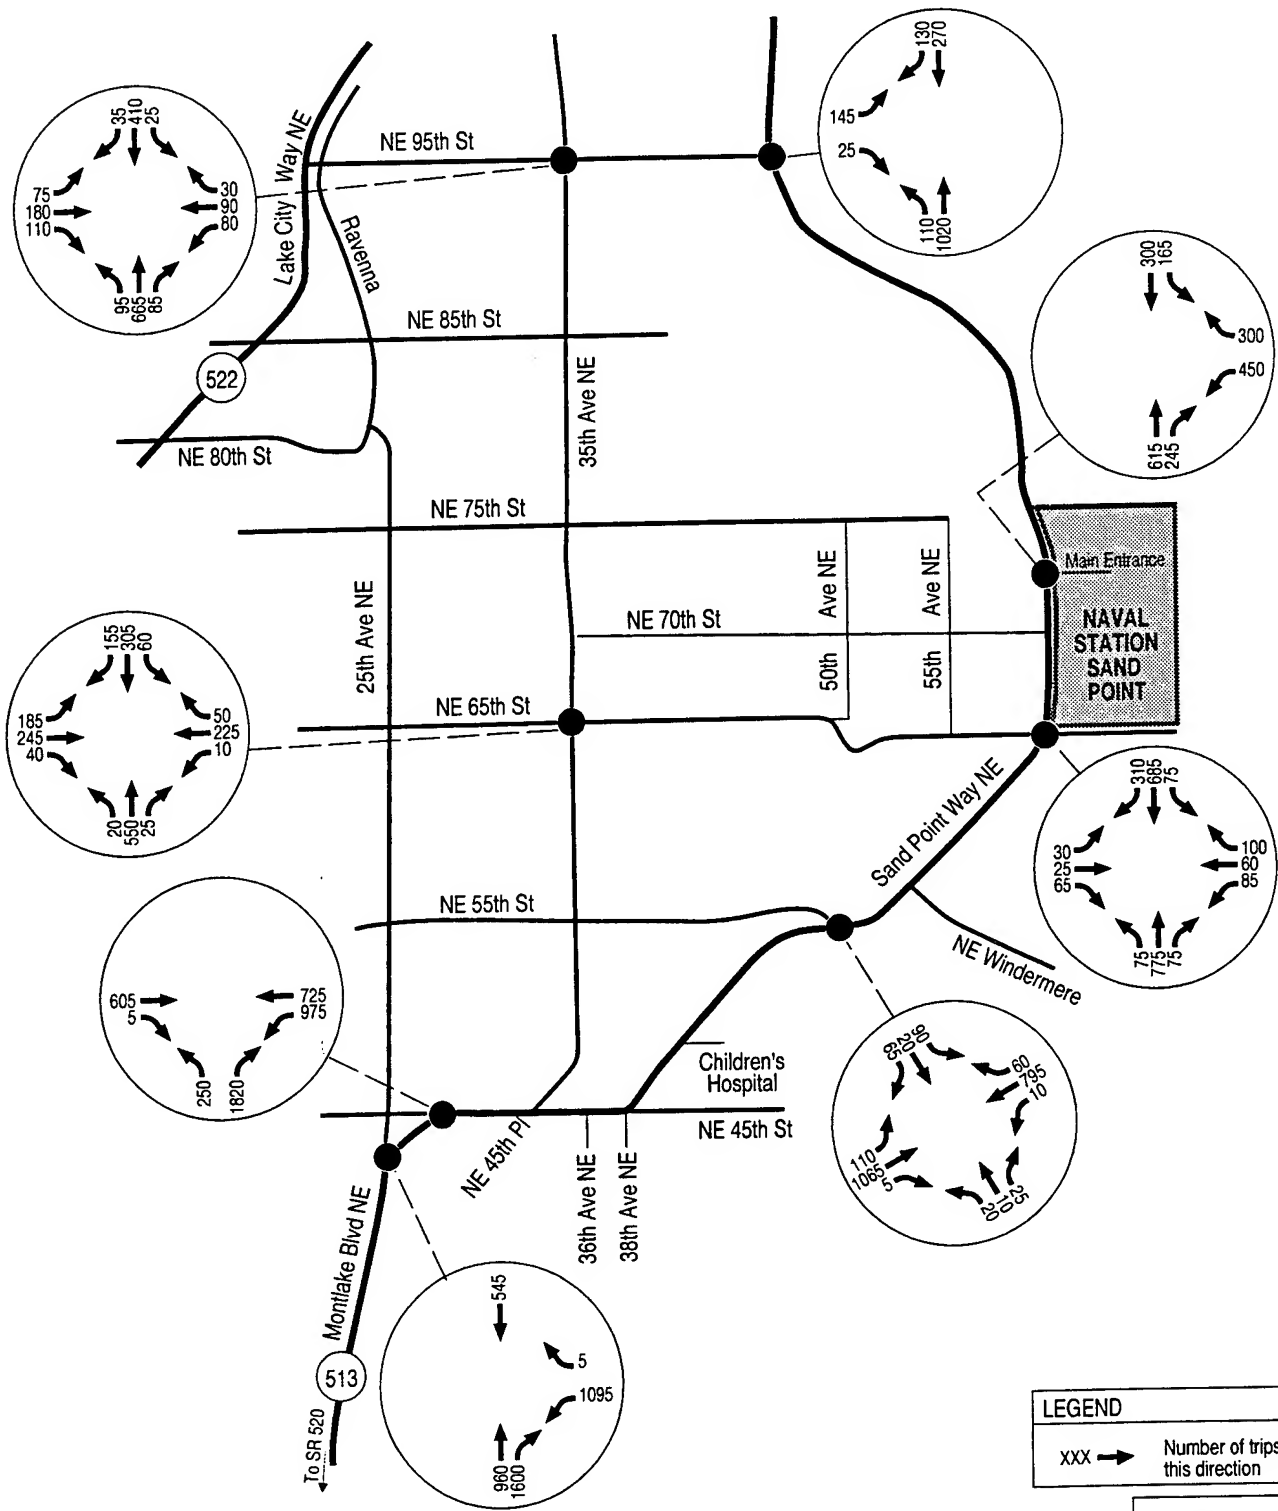 130
270
145
25
110
1020
35
410
25
75
180
110
30
90
80
95
665
85
NE 95th St
Lake City Way NE
Ravenna
NE 85th St
522
35th Ave NE
NE 80th St
300
165
300
450
615
245
NE 75th St
25th Ave NE
NE 70th St
50th Ave NE
55th Ave NE
Main Entrance
NAVAL
STATION
SAND
POINT
155
305
60
185
245
40
50
225
10
20
550
25
NE 65th St
Sand Point Way NE
310
685
75
30
25
65
100
60
85
75
775
75
NE 55th St
NE Windermere
605
5
725
975
250
1820
65
20
90
60
795
10
110
1065
5
20
10
25
Children's
Hospital
NE 45th St
NE 45th Pl
36th Ave NE
38th Ave NE
Montlake Blvd NE
513
To SR 520
545
5
1095
960
1600
LEGEND
XXX
Number of trips
this direction